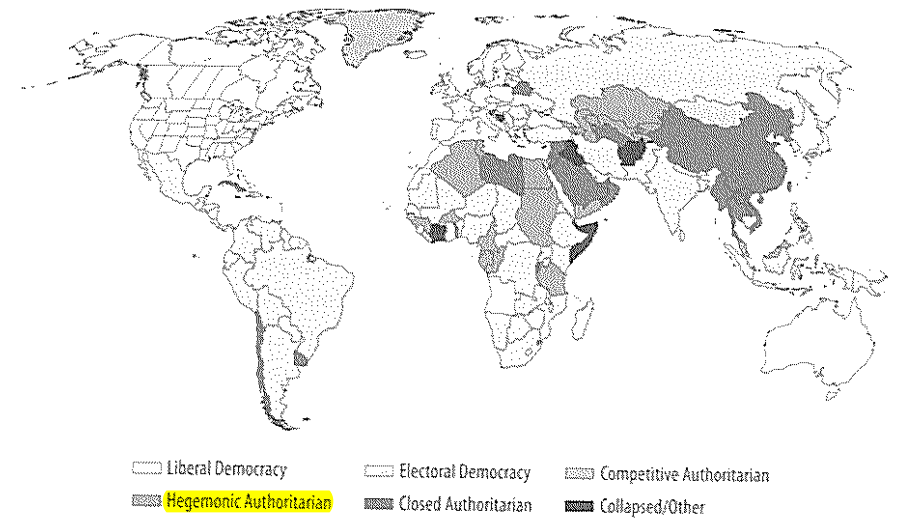 Liberal Democracy Electoral Democracy Competitive Authoritarian
Hegemonic Authoritarian Closed Authoritarian Collapsed/Other